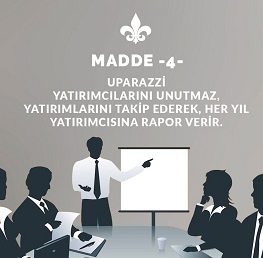 MADDE -4-
UPARAZZİ
YATIRIMCILARINI UNUTMAZ,
YATIRIMLARINI TAKİP EDEREK, HER YIL
YATIRIMCISINA RAPOR VERİR.